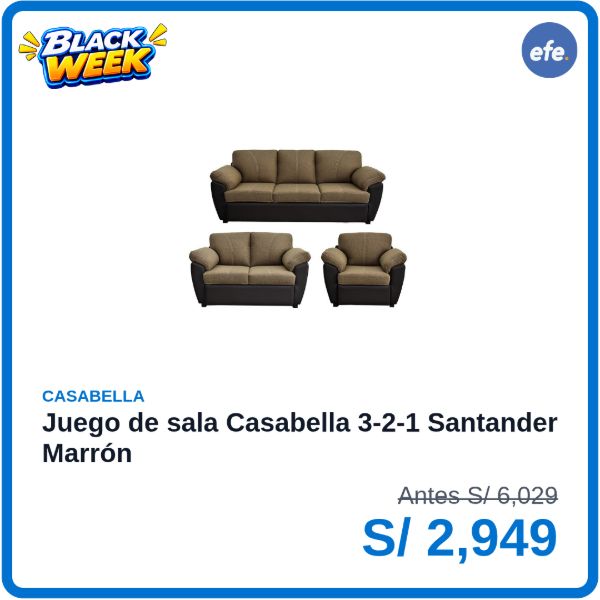 BLACK
WEEK
efe.
CASABELLA
Juego de sala Casabella 3-2-1 Santander
Marrón
Antes S/ 6,029
S/ 2,949